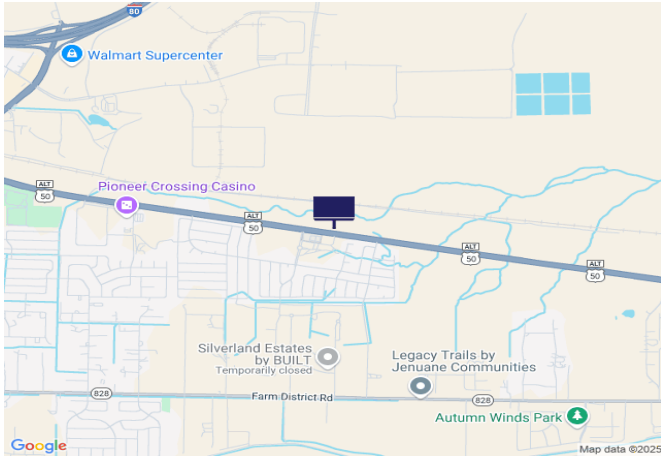 80
Walmart Supercenter
ALT
50
Pioneer Crossing Casino
ALT
50
ALT
50
ALT
50
Silverland Estates
by BUILT
Temporarily closed
Legacy Trails by
Jenuane Communities
828
Farm District Rd
828
Autumn Winds Park
Google
Map data ©2025